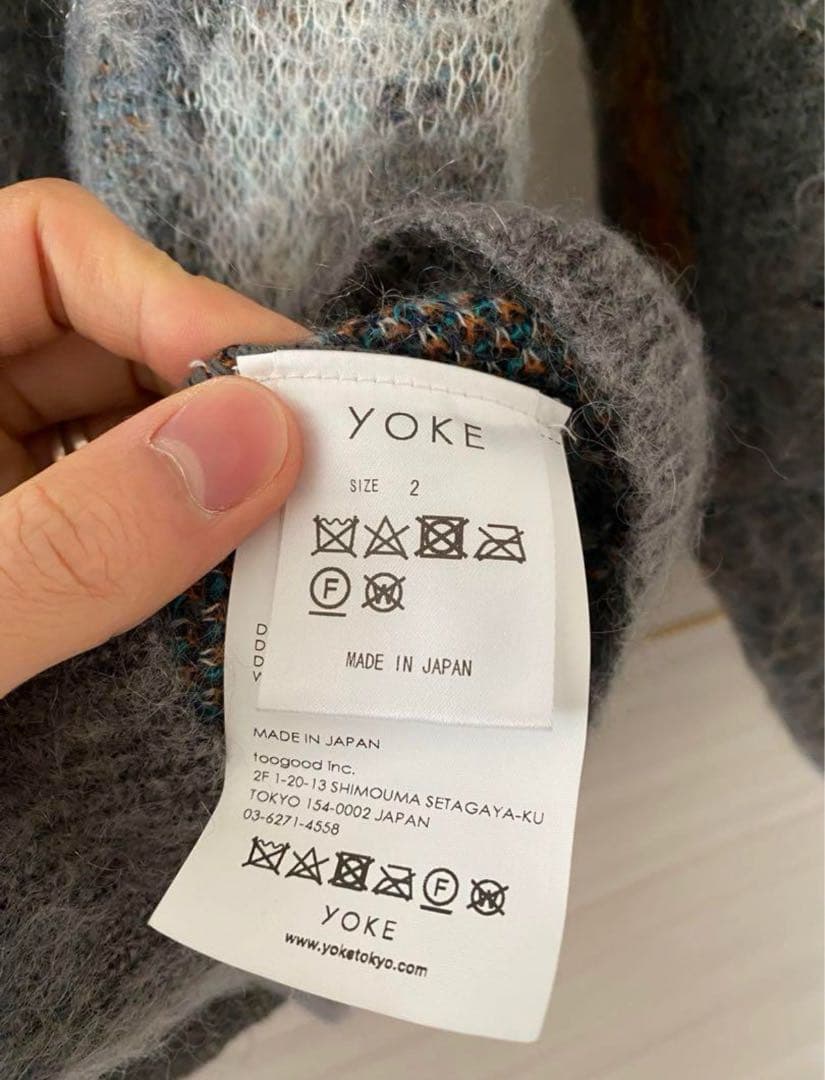 YOKE
SIZE 2
F W
MADE IN JAPAN
D
D
D
W
MADE IN JAPAN
toogood Inc.
2F 1-20-13 SHIMOUMA SETAGAYA-KU
TOKYO 154-0002 JAPAN
03-6271-4558
F W
YOKE
www.yoketokyo.com